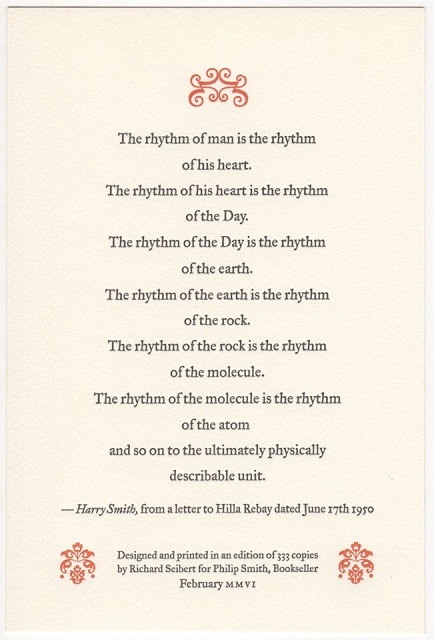 The rhythm of man is the rhythm
of his heart.
The rhythm of his heart is the rhythm
of the Day.
The rhythm of the Day is the rhythm
of the earth.
The rhythm of the earth is the rhythm
of the rock.
The rhythm of the rock is the rhythm
of the molecule.
The rhythm of the molecule is the rhythm
of the atom
and so on to the ultimately physically
describable unit.
— Harry Smith, from a letter to Hilla Rebay dated June 17th 1950
Designed and printed in an edition of 333 copies
by Richard Seibert for Philip Smith, Bookseller
February MMVI